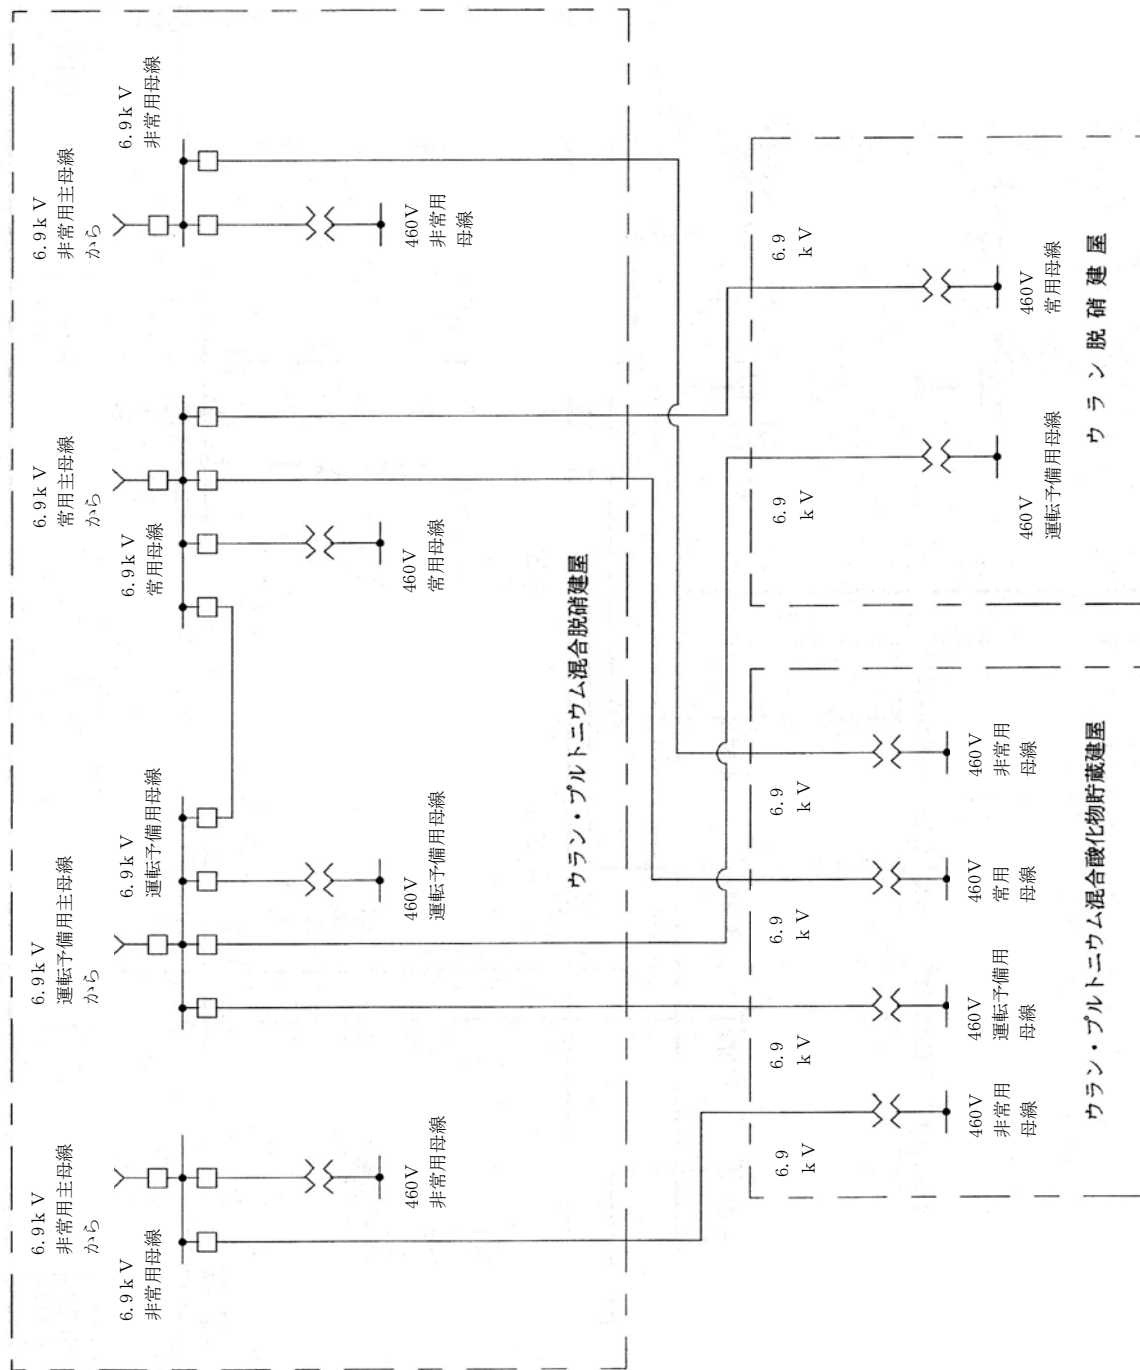 6.9kV
非常用主母線
から
6.9kV
非常用母線
460V
非常用母線
6.9kV
運転予備用主母線
から
6.9kV
運転予備用母線
460V
運転予備用母線
6.9kV
常用主母線
から
6.9kV
常用母線
460V
常用母線
6.9kV
非常用主母線
から
6.9kV
非常用母線
460V
非常用
母線
ウラン・プルトニウム混合脱硝建屋
6.9
kV
460V
非常用
母線
6.9
kV
460V
運転予備用
母線
6.9
kV
460V
常用
母線
6.9
kV
460V
非常用
母線
ウラン・プルトニウム混合酸化物貯蔵建屋
6.9
kV
460V
運転予備用母線
6.9
kV
460V
常用母線
ウラン脱硝建屋